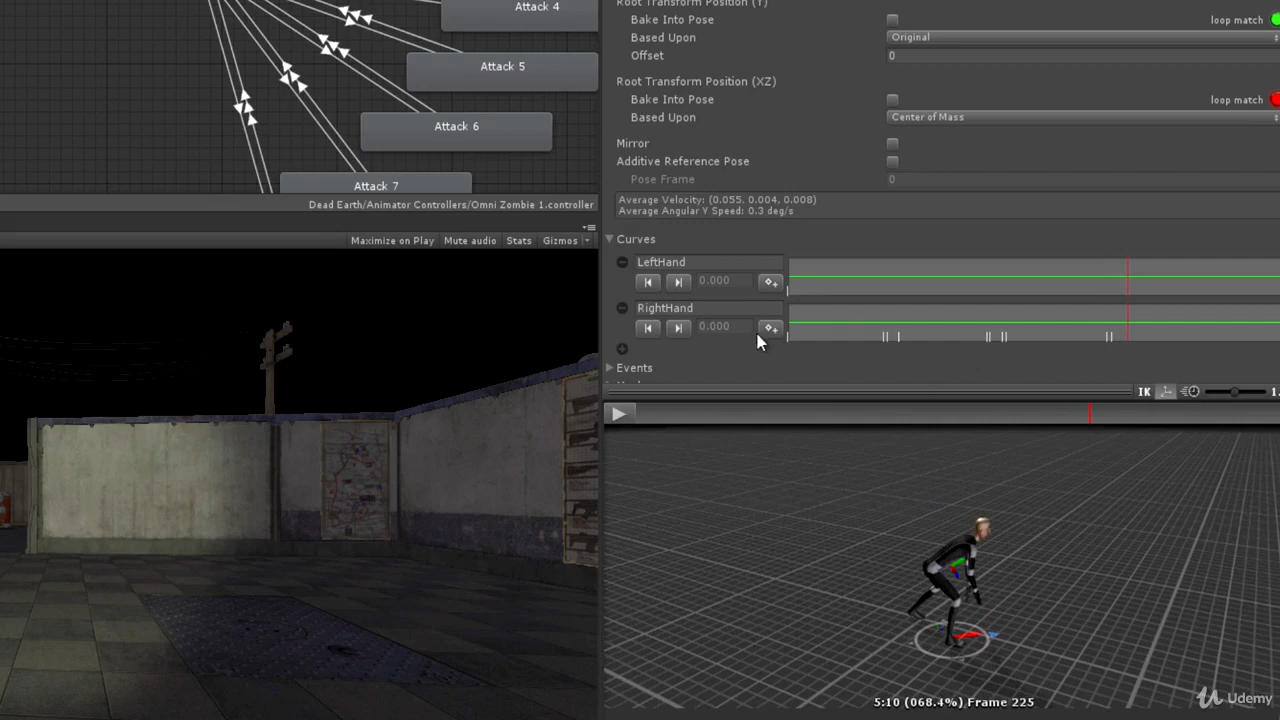 Attack 4
Attack 5
Attack 6
Attack 7
Dead Earth/Animator Controllers/Omni Zombie 1.controller
Maximize on Play Mute audio Stats Gizmos
Root Transform Position (Y)
Bake Into Pose loop match
Based Upon Original
Offset 0
Root Transform Position (XZ)
Bake Into Pose loop match
Based Upon Center of Mass
Mirror
Additive Reference Pose
Pose Frame 0
Average Velocity: (0.055, 0.004, 0.008)
Average Angular Y Speed: 0.3 deg/s
Curves
LeftHand
0.000
RightHand
0.000
Events
IK 1.
5:10 (068.4%) Frame 225
Udemy